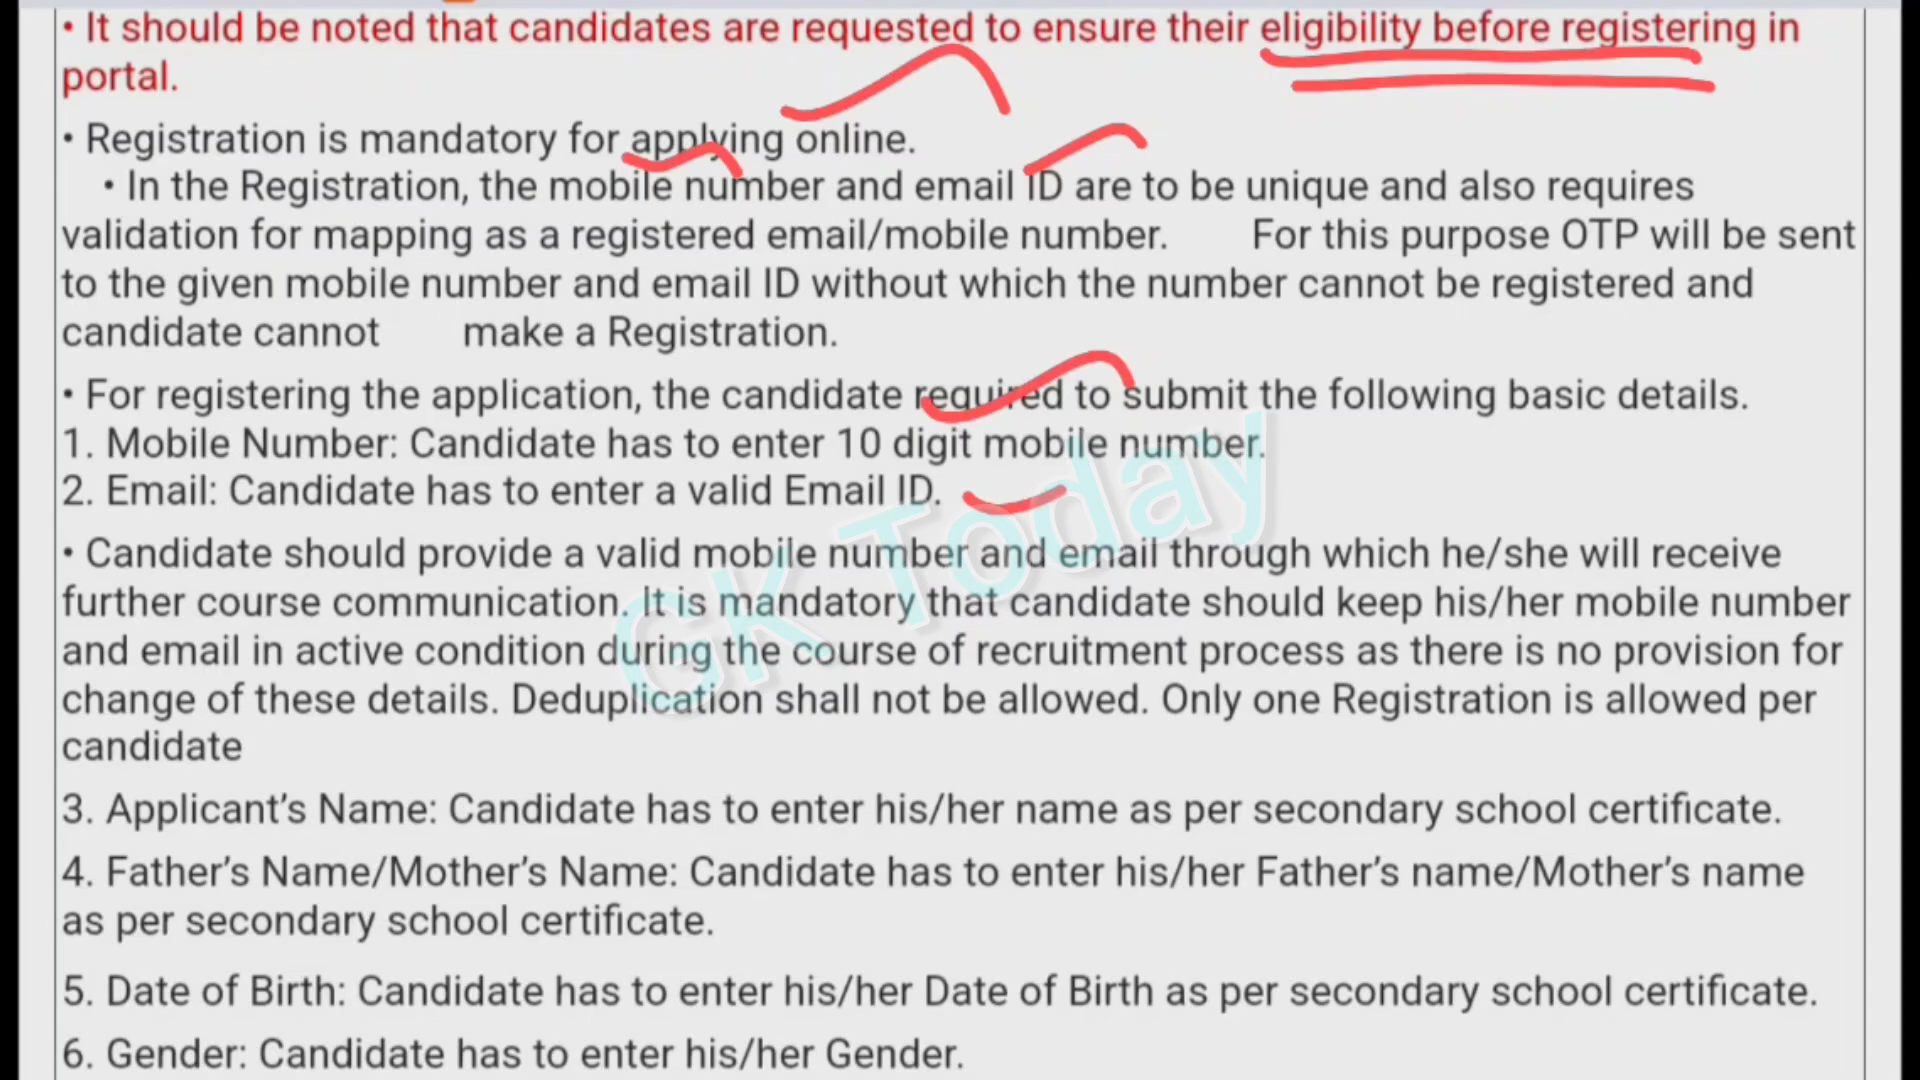 • It should be noted that candidates are requested to ensure their eligibility before registering in
portal.
• Registration is mandatory for applying online.
• In the Registration, the mobile number and email ID are to be unique and also requires
validation for mapping as a registered email/mobile number. For this purpose OTP will be sent
to the given mobile number and email ID without which the number cannot be registered and
candidate cannot make a Registration.
• For registering the application, the candidate required to submit the following basic details.
1. Mobile Number: Candidate has to enter 10 digit mobile number.
2. Email: Candidate has to enter a valid Email ID.
• Candidate should provide a valid mobile number and email through which he/she will receive
further course communication. It is mandatory that candidate should keep his/her mobile number
and email in active condition during the course of recruitment process as there is no provision for
change of these details. Deduplication shall not be allowed. Only one Registration is allowed per
candidate
3. Applicant’s Name: Candidate has to enter his/her name as per secondary school certificate.
4. Father’s Name/Mother’s Name: Candidate has to enter his/her Father’s name/Mother’s name
as per secondary school certificate.
5. Date of Birth: Candidate has to enter his/her Date of Birth as per secondary school certificate.
6. Gender: Candidate has to enter his/her Gender.
GK Today